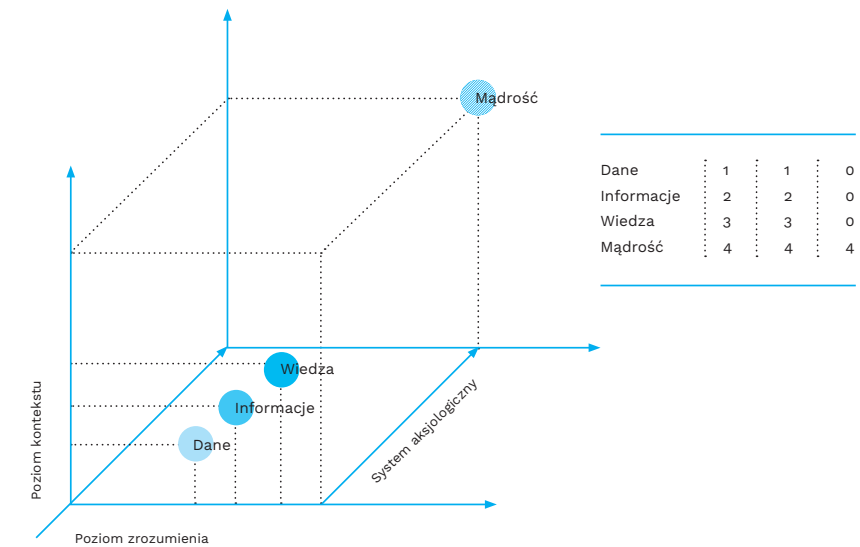 Mądrość
Dane 1 1 0
Informacje 2 2 0
Wiedza 3 3 0
Mądrość 4 4 4
Wiedza
Informacje
Dane
System aksjologiczny
Poziom kontekstu
Poziom zrozumienia